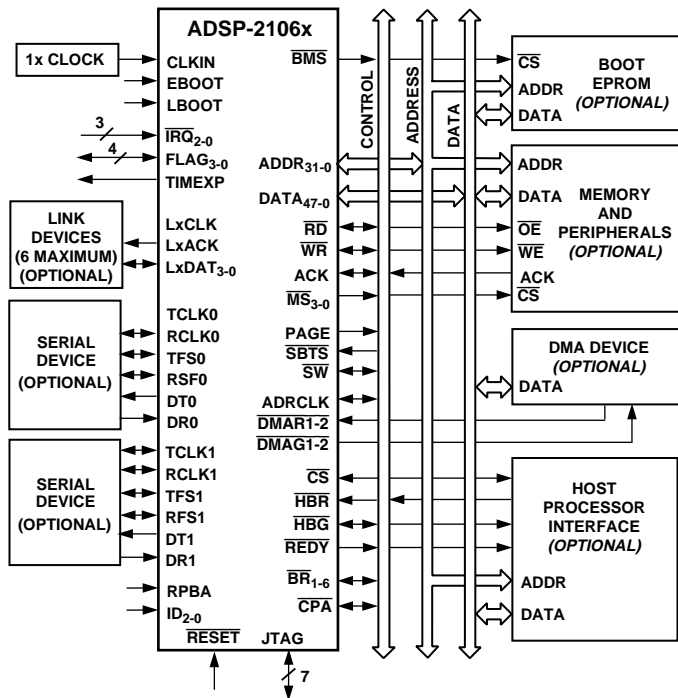 ADSP-2106x
1x CLOCK
CLKIN
EBOOT
LBOOT
3
IRQ2-0
4
FLAG3-0
TIMEXP
LINK
DEVICES
(6 MAXIMUM)
(OPTIONAL)
LxCLK
LxACK
LxDAT3-0
SERIAL
DEVICE
(OPTIONAL)
TCLK0
RCLK0
TFS0
RSF0
DT0
DR0
SERIAL
DEVICE
(OPTIONAL)
TCLK1
RCLK1
TFS1
RFS1
DT1
DR1
RPBA
ID2-0
RESET
JTAG
7
BMS
ADDR31-0
DATA47-0
RD
WR
ACK
MS3-0
PAGE
SBTS
SW
ADRCLK
DMAR1-2
DMAG1-2
CS
HBR
HBG
REDY
BR1-6
CPA
CONTROL
ADDRESS
DATA
CS
BOOT
EPROM
(OPTIONAL)
ADDR
DATA
ADDR
DATA
MEMORY
AND
PERIPHERALS
(OPTIONAL)
OE
WE
ACK
CS
DMA DEVICE
(OPTIONAL)
DATA
HOST
PROCESSOR
INTERFACE
(OPTIONAL)
ADDR
DATA